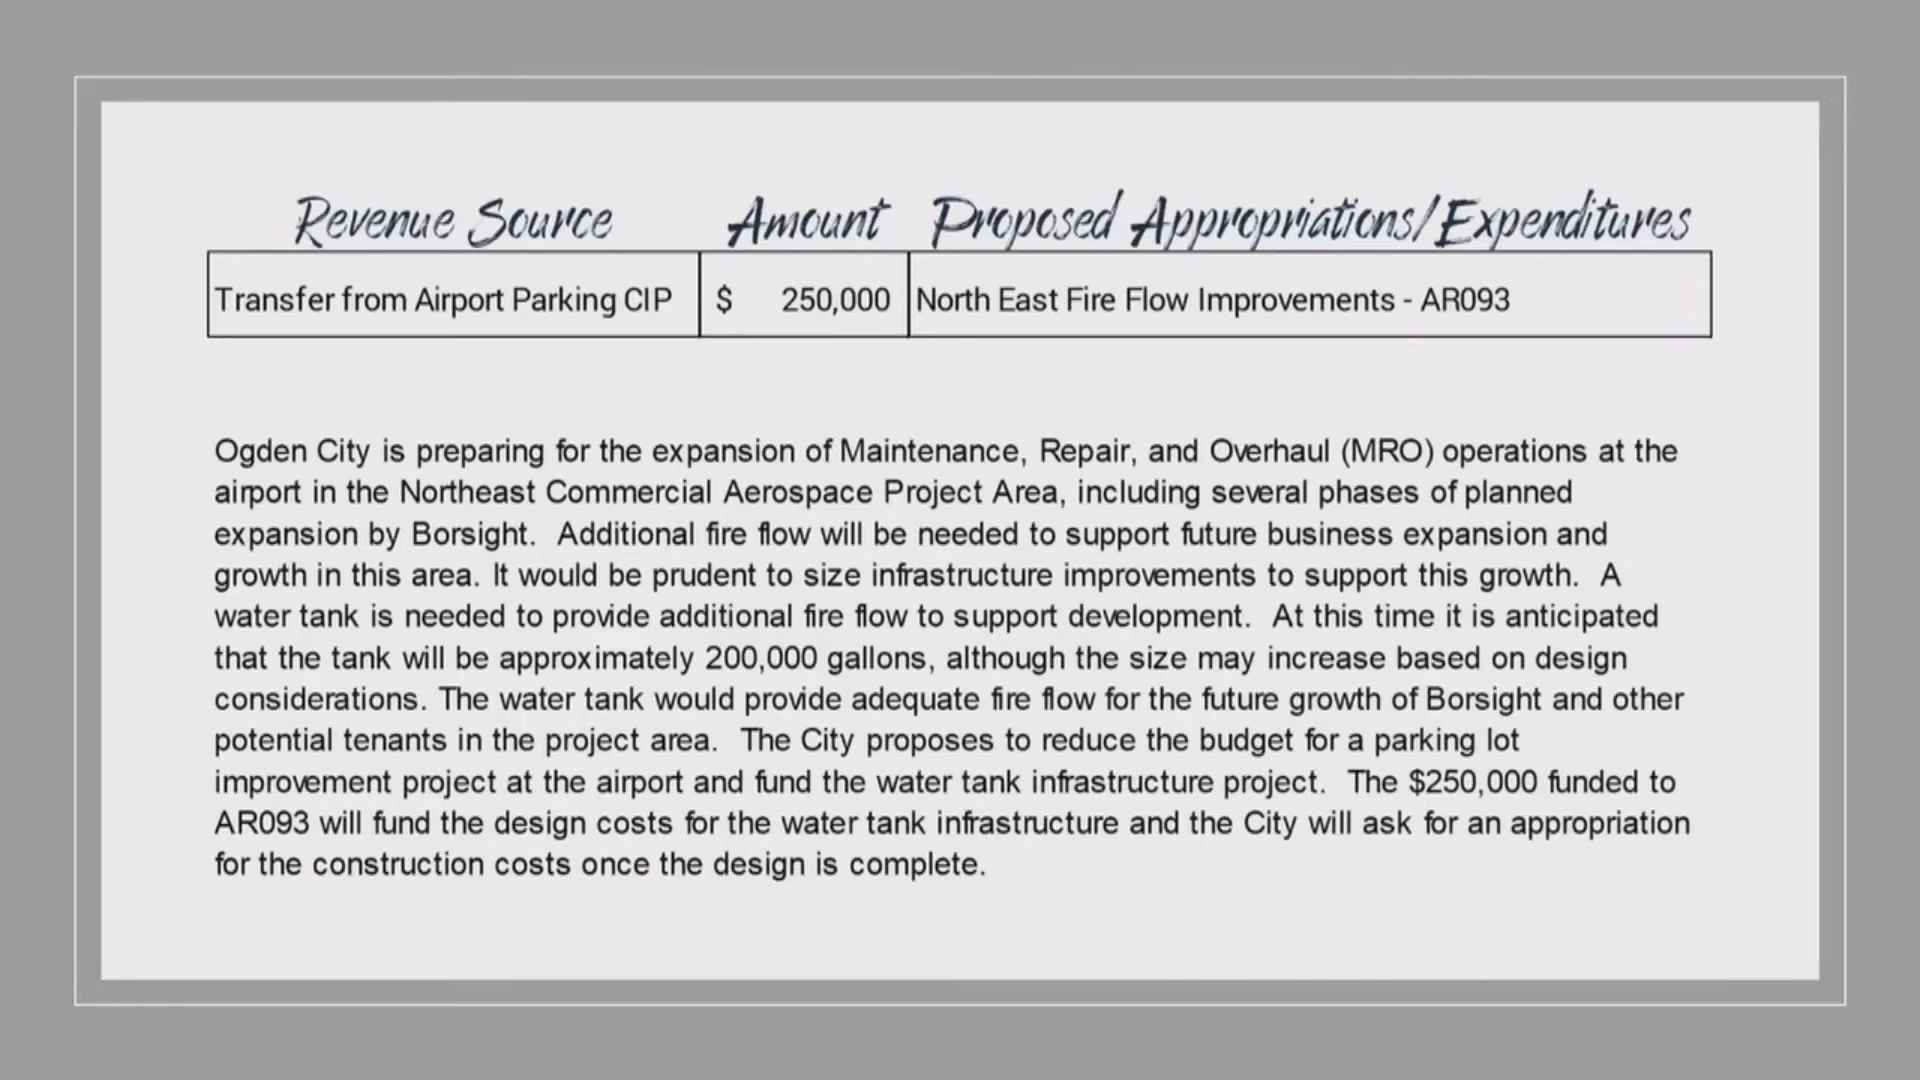 Revenue Source Amount Proposed Appropriations/Expenditures
Transfer from Airport Parking CIP $ 250,000 North East Fire Flow Improvements - AR093
Ogden City is preparing for the expansion of Maintenance, Repair, and Overhaul (MRO) operations at the
airport in the Northeast Commercial Aerospace Project Area, including several phases of planned
expansion by Borsight. Additional fire flow will be needed to support future business expansion and
growth in this area. It would be prudent to size infrastructure improvements to support this growth. A
water tank is needed to provide additional fire flow to support development. At this time it is anticipated
that the tank will be approximately 200,000 gallons, although the size may increase based on design
considerations. The water tank would provide adequate fire flow for the future growth of Borsight and other
potential tenants in the project area. The City proposes to reduce the budget for a parking lot
improvement project at the airport and fund the water tank infrastructure project. The $250,000 funded to
AR093 will fund the design costs for the water tank infrastructure and the City will ask for an appropriation
for the construction costs once the design is complete.